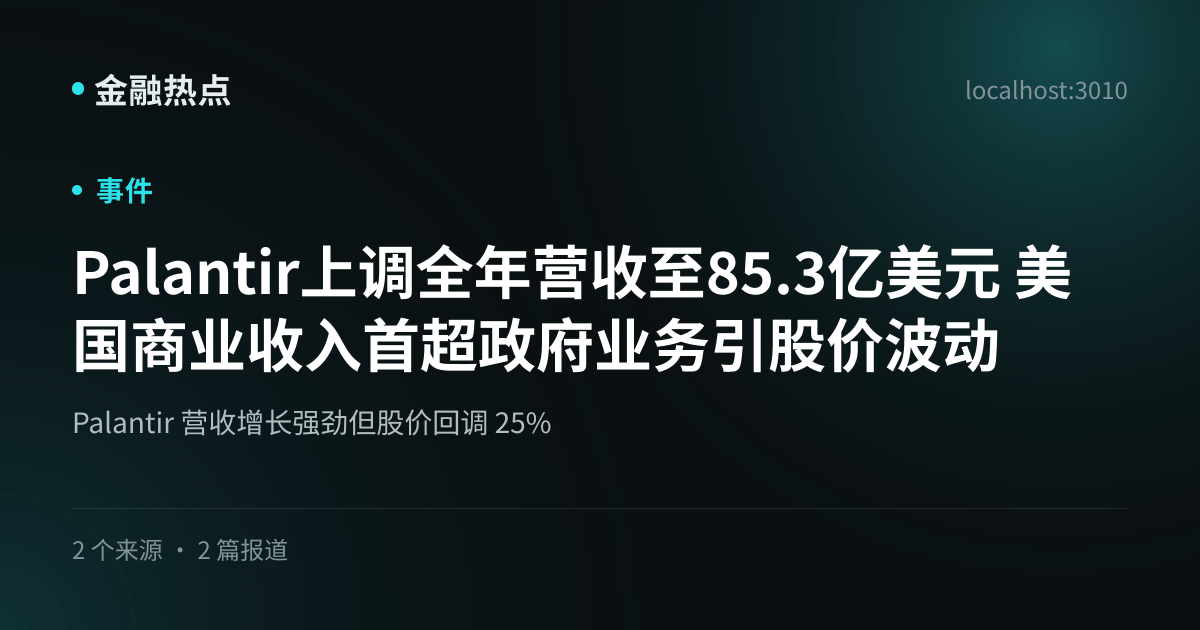 金融热点
localhost:3010
事件
Palantir上调全年营收至85.3亿美元 美
国商业收入首超政府业务引股价波动
Palantir 营收增长强劲但股价回调 25%
2 个来源 · 2 篇报道